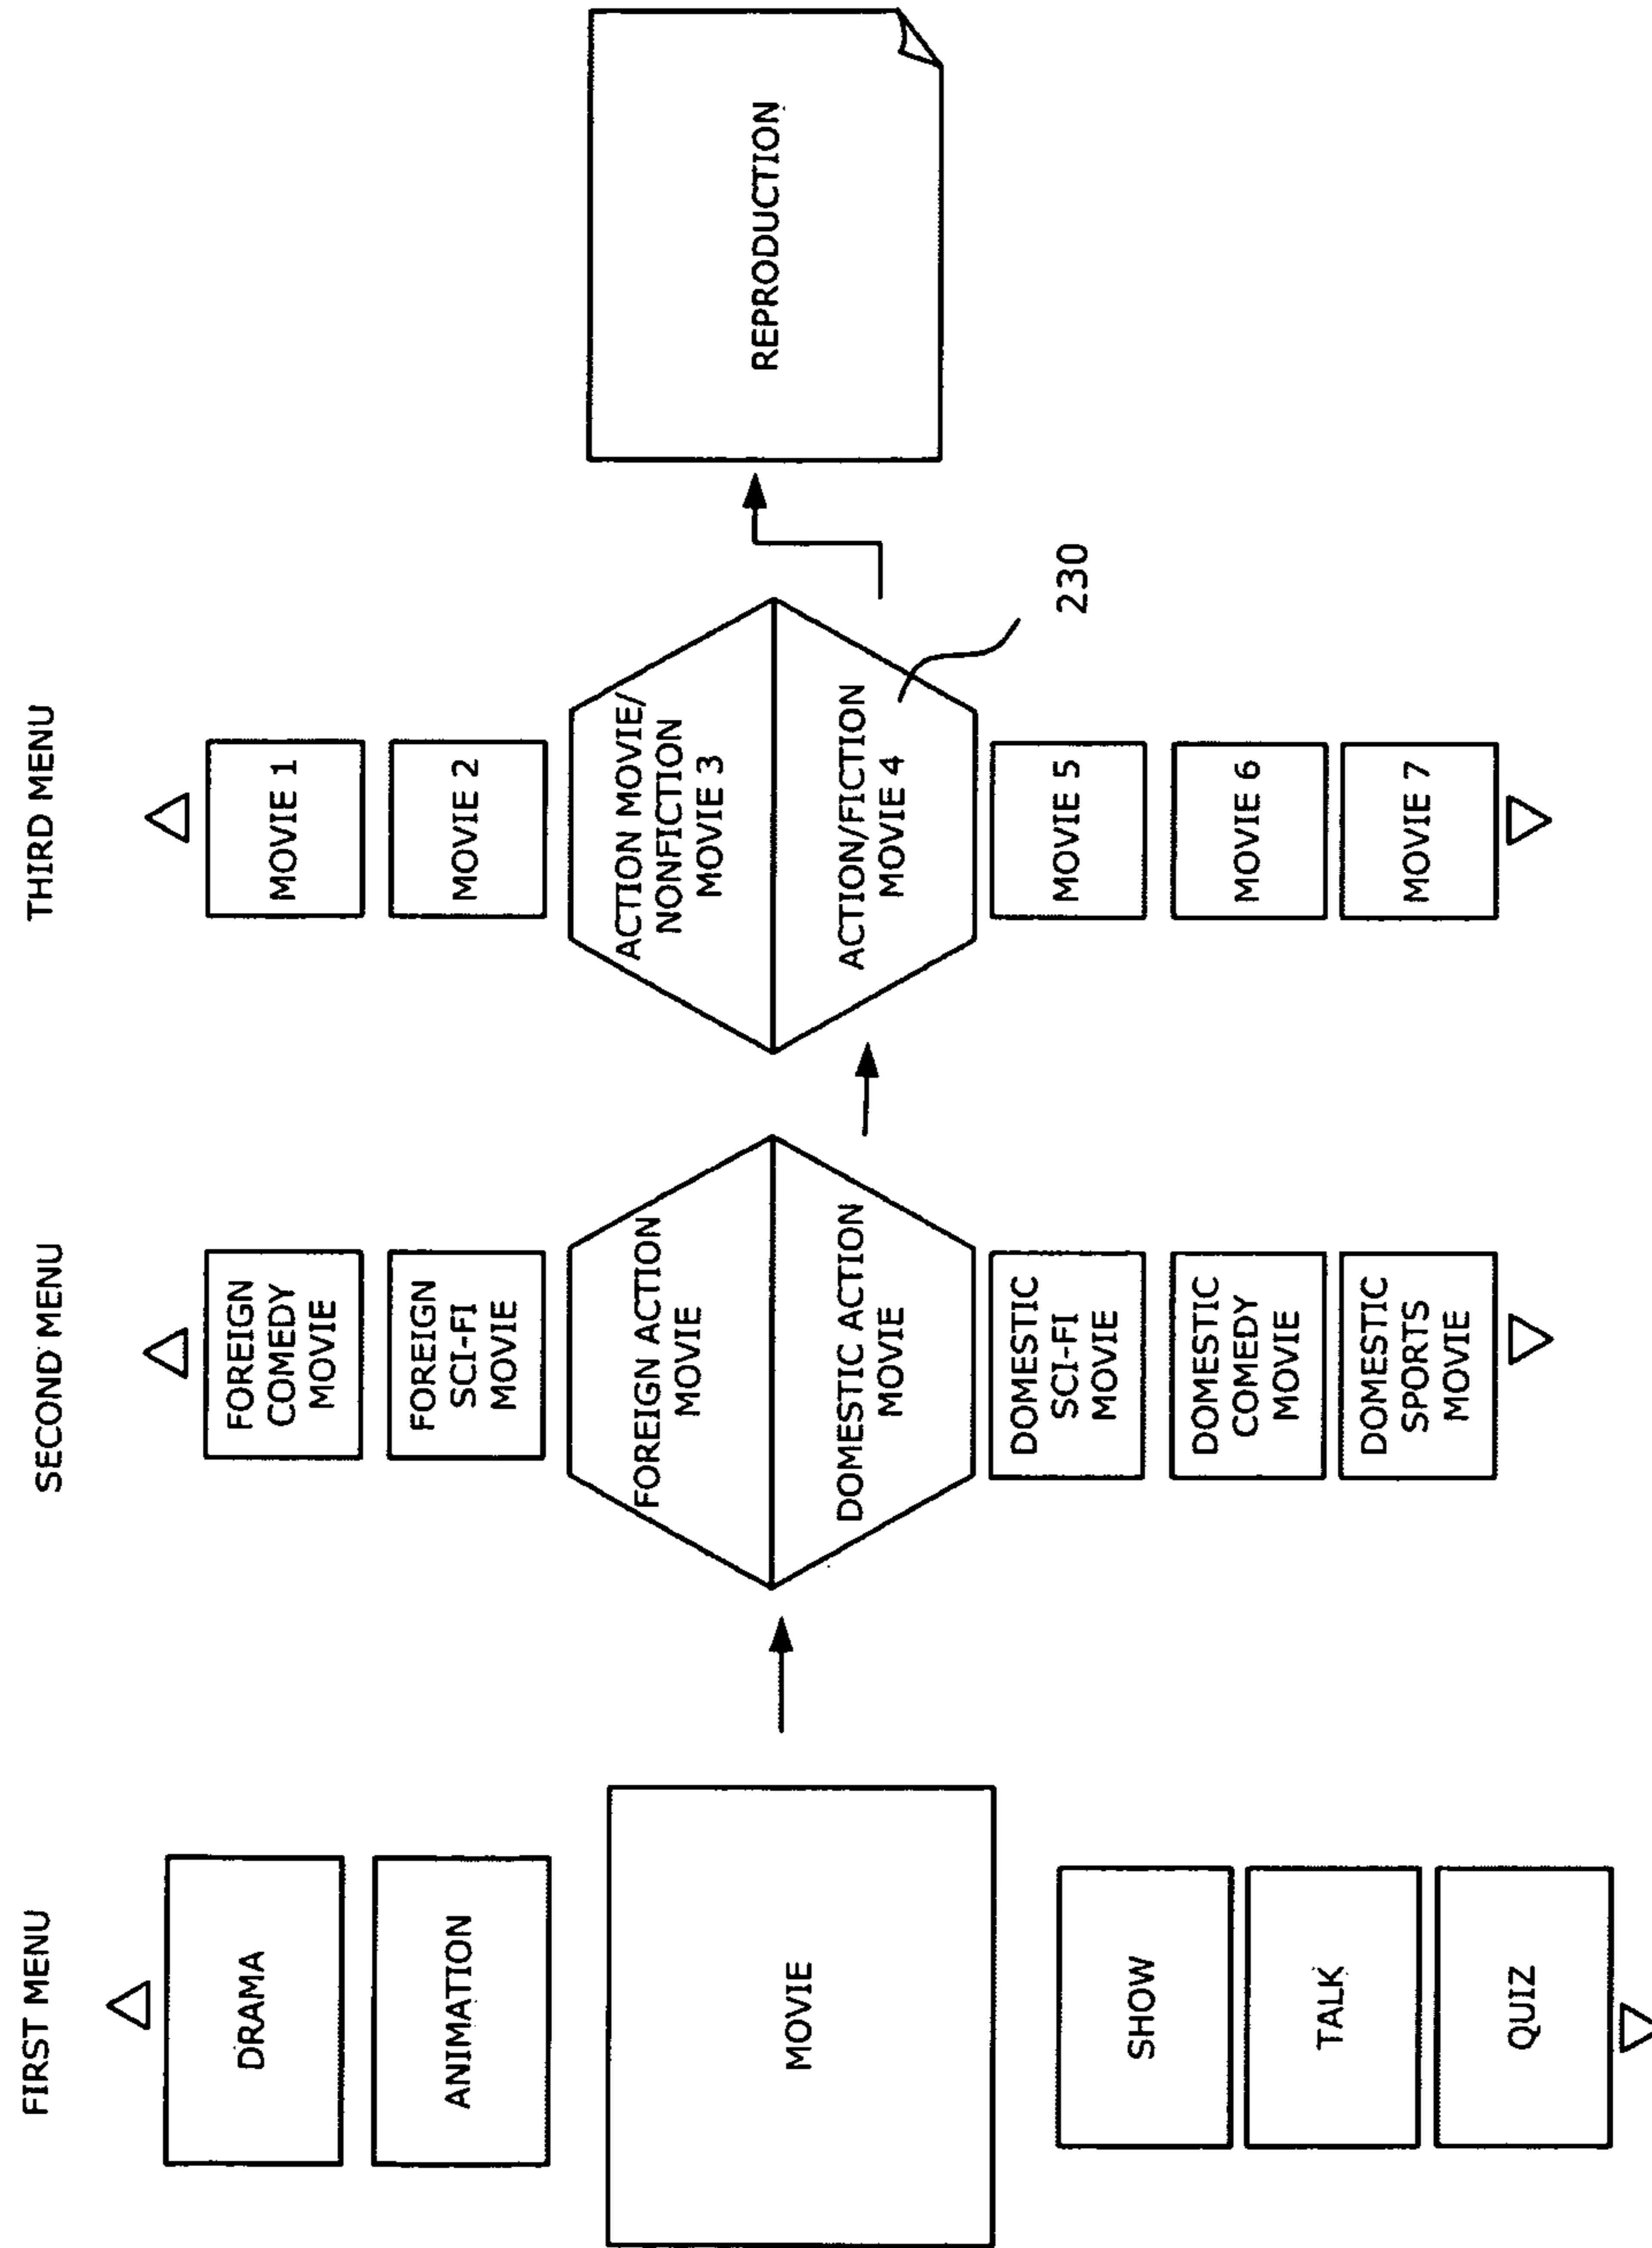 FIRST MENU
DRAMA
ANIMATION
MOVIE
SHOW
TALK
QUIZ
SECOND MENU
FOREIGN
COMEDY
MOVIE
FOREIGN
SCI-FI
MOVIE
FOREIGN ACTION
MOVIE
DOMESTIC ACTION
MOVIE
DOMESTIC
SCI-FI
MOVIE
DOMESTIC
COMEDY
MOVIE
DOMESTIC
SPORTS
MOVIE
THIRD MENU
MOVIE 1
MOVIE 2
ACTION MOVIE/
NONFICTION
MOVIE 3
ACTION/FICTION
MOVIE 4
230
MOVIE 5
MOVIE 6
MOVIE 7
REPRODUCTION